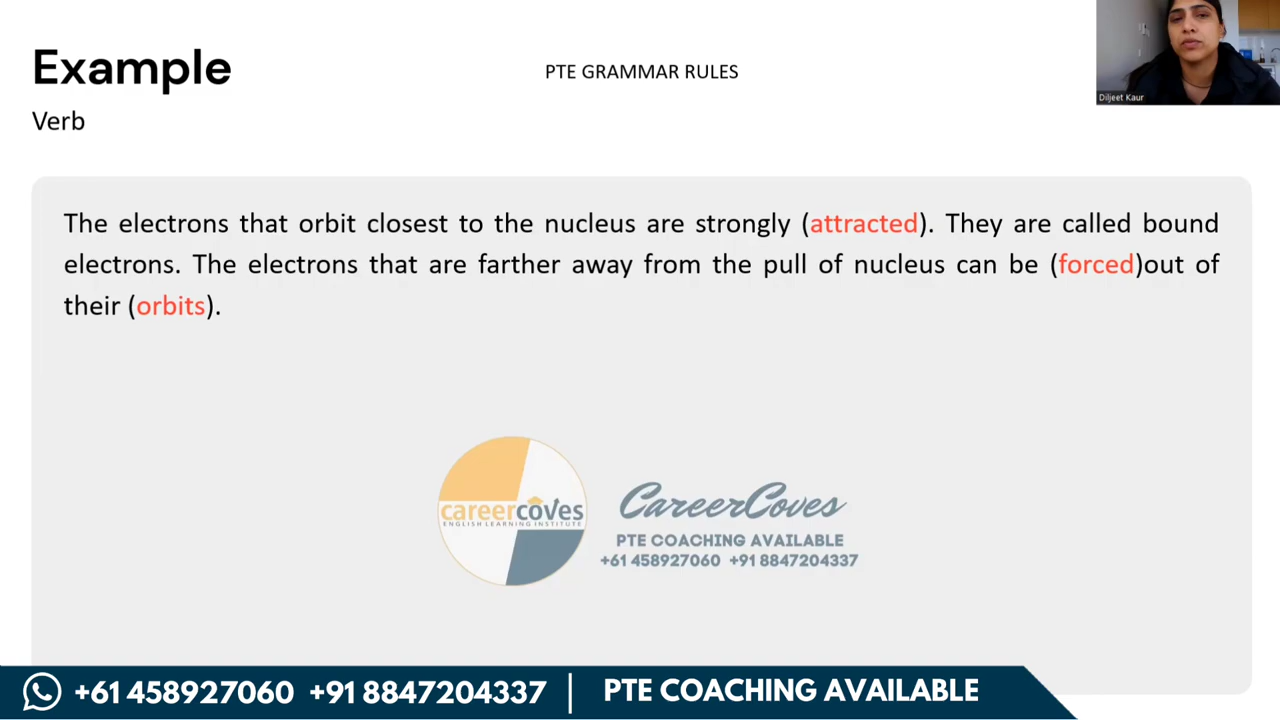 Example
PTE GRAMMAR RULES
Diljeet Kaur
Verb
The electrons that orbit closest to the nucleus are strongly (attracted). They are called bound
electrons. The electrons that are farther away from the pull of nucleus can be (forced)out of
their (orbits).
careercoves
ENGLISH LEARNING INSTITUTE
CareerCoves
PTE COACHING AVAILABLE
+61 458927060 +91 8847204337
+61 458927060 +91 8847204337 | PTE COACHING AVAILABLE